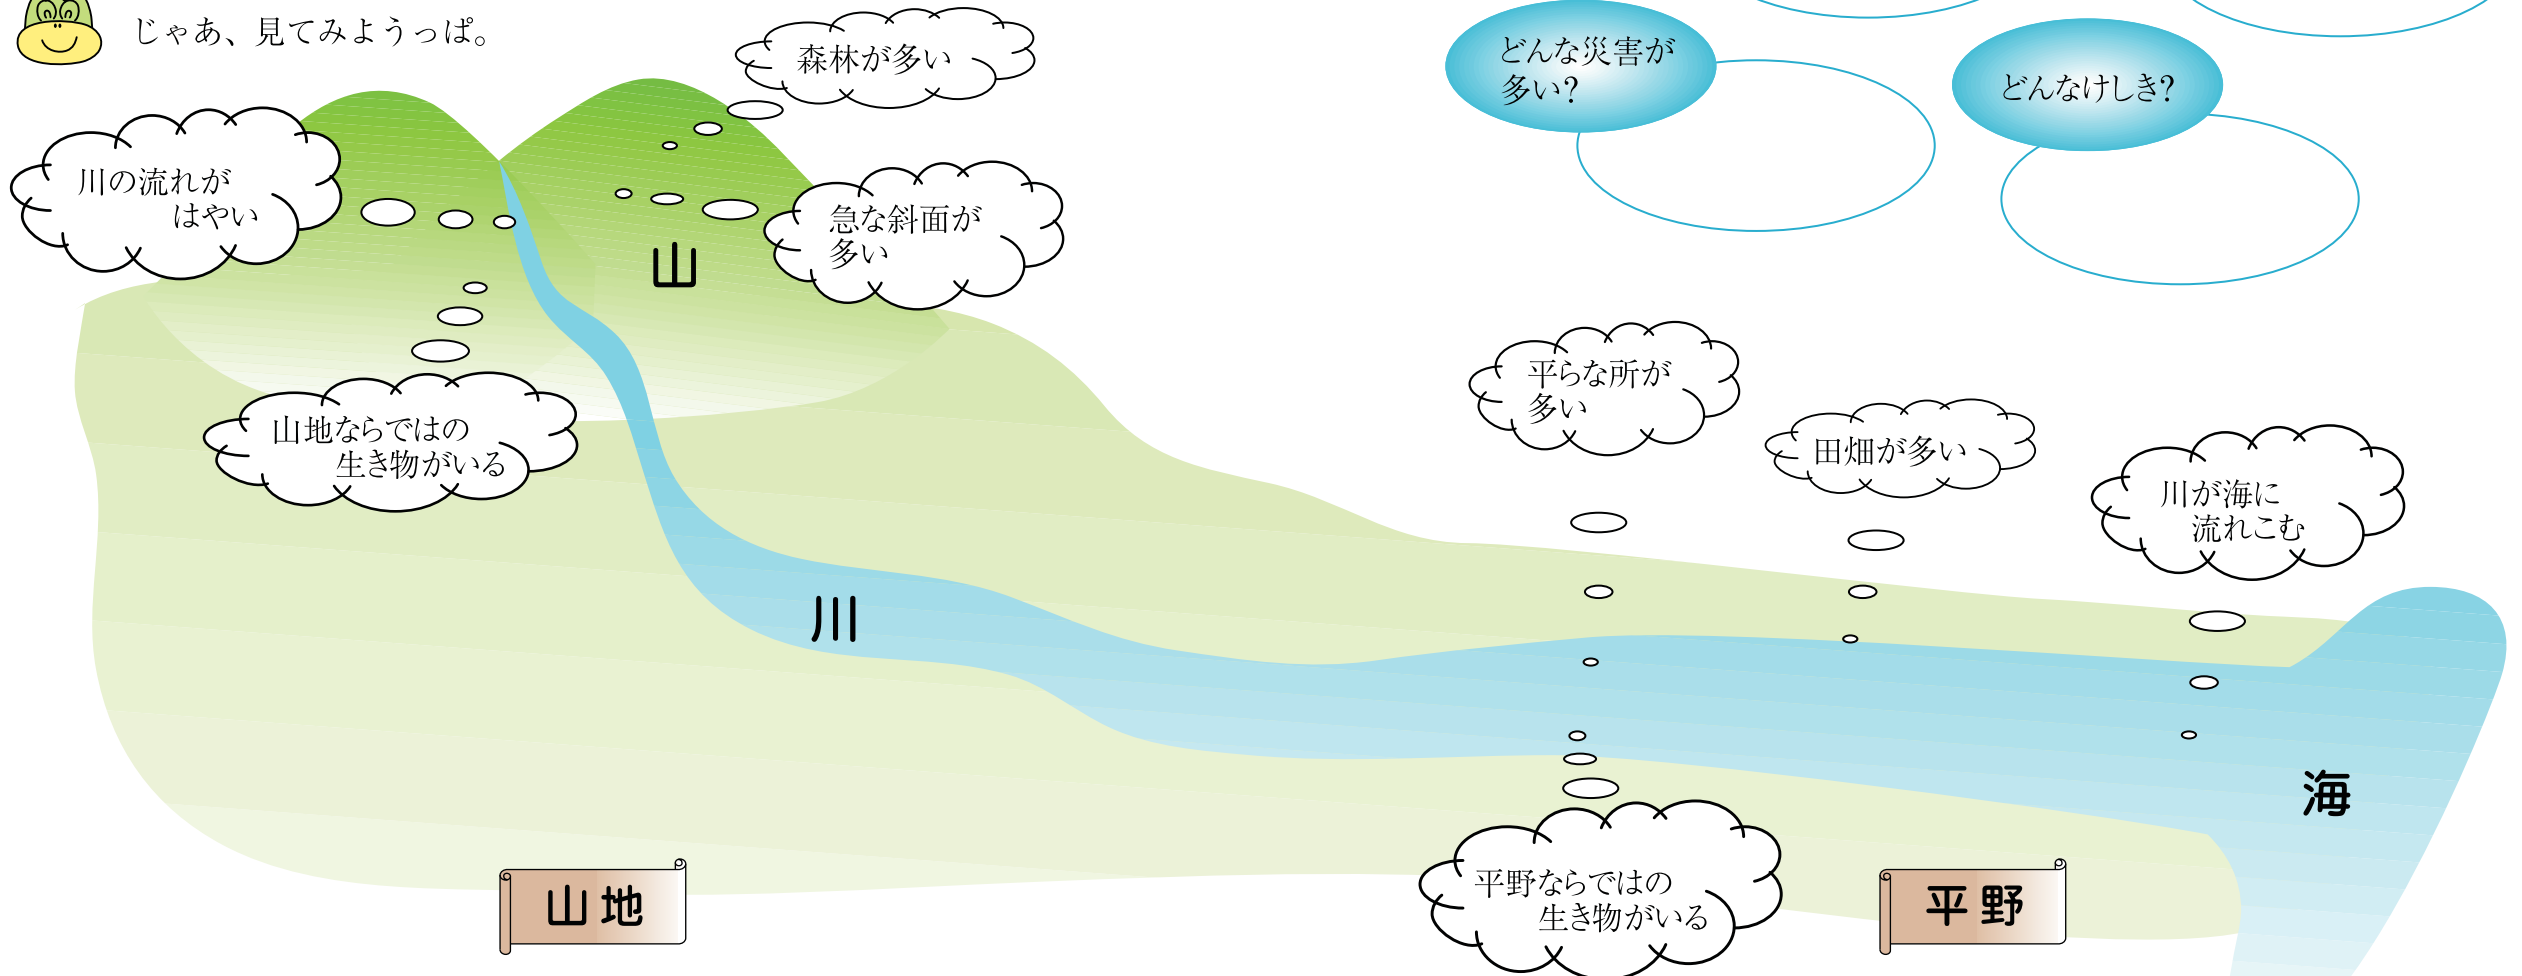 じゃあ、見てみようっぱ。
森林が多い
どんな災害が
多い?
どんなけしき?
川の流れが
はやい
急な斜面が
多い
山
山地ならではの
生き物がいる
平らな所が
多い
田畑が多い
川が海に
流れこむ
川
海
平野ならではの
生き物がいる
山地
平野